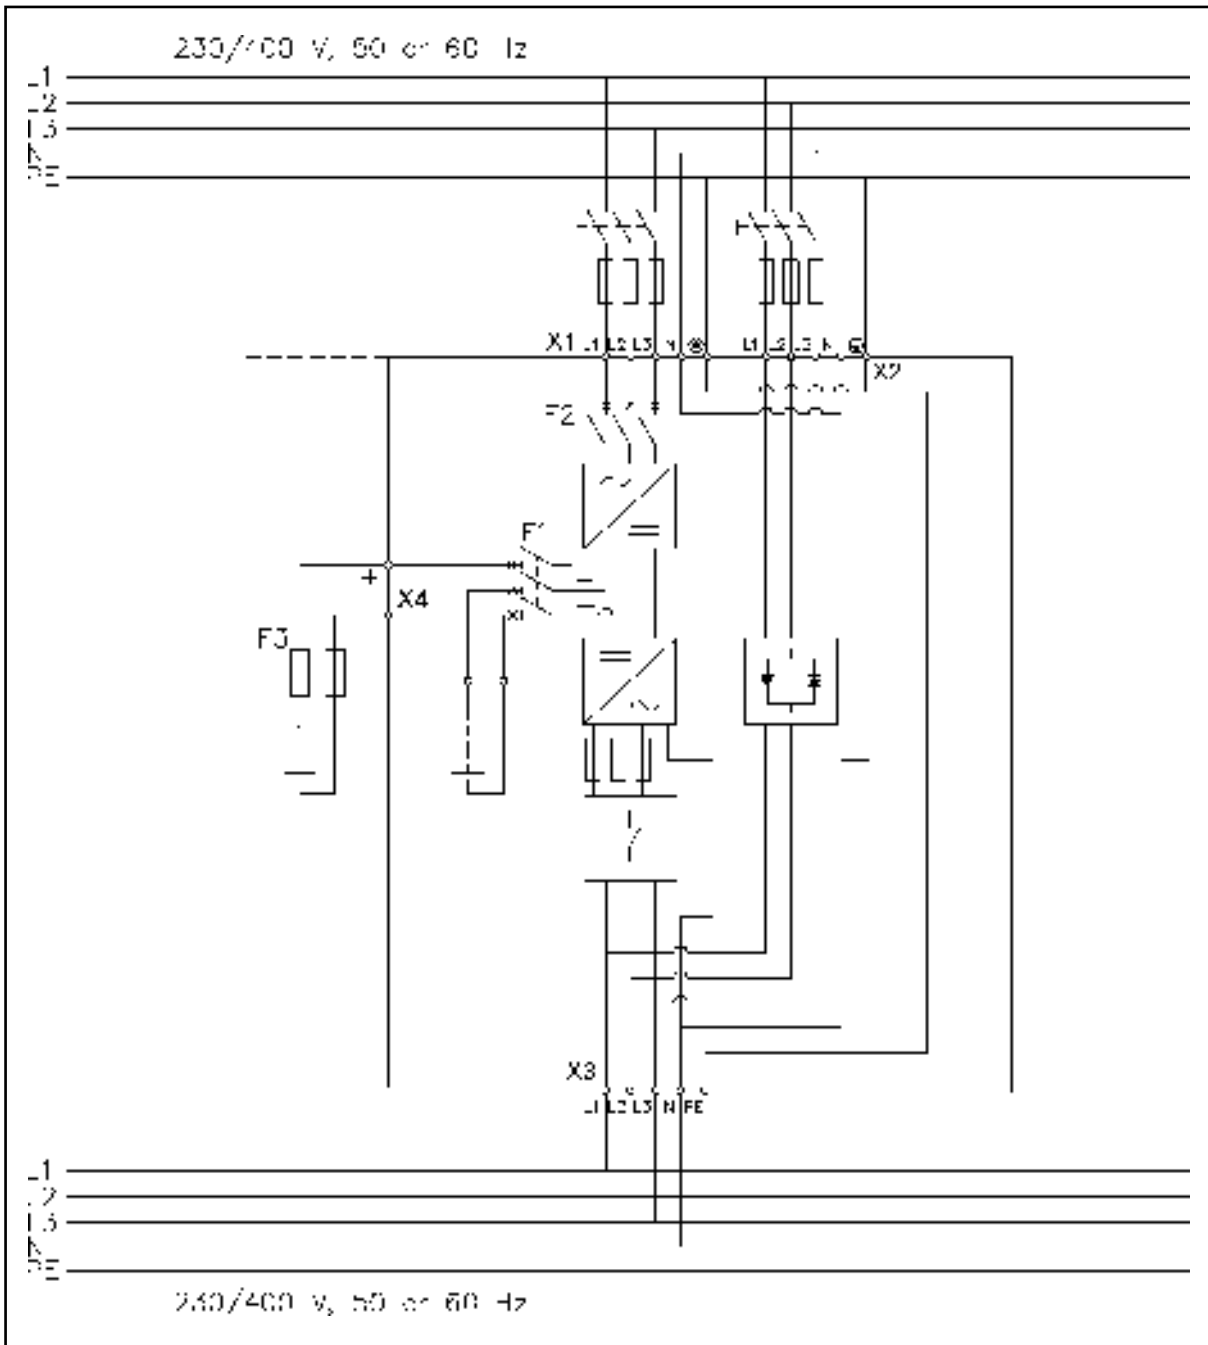 230/400 V, 50 or 60 Hz
L1
L2
L3
N
PE
X1 L1 L2 L3 N
L1 L2 L3 N
X2
F2
F1
+
X4
F3
X3
L1 L2 L3 N PE
L1
L2
L3
N
PE
230/400 V, 50 or 60 Hz